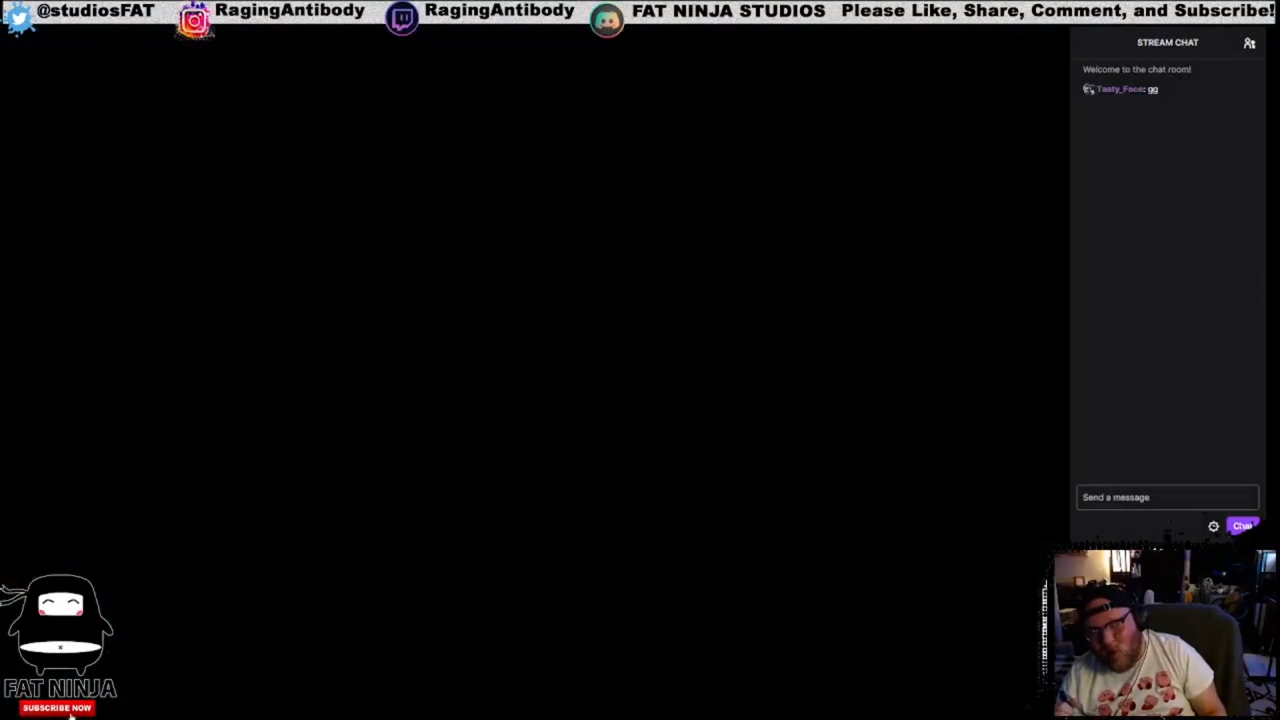 @studiosFAT RagingAntibody RagingAntibody FAT NINJA STUDIOS Please Like, Share, Comment, and Subscribe!
STREAM CHAT
Welcome to the chat room!
Tasty_Face: gg
Send a message
Chat
FAT NINJA
SUBSCRIBE NOW